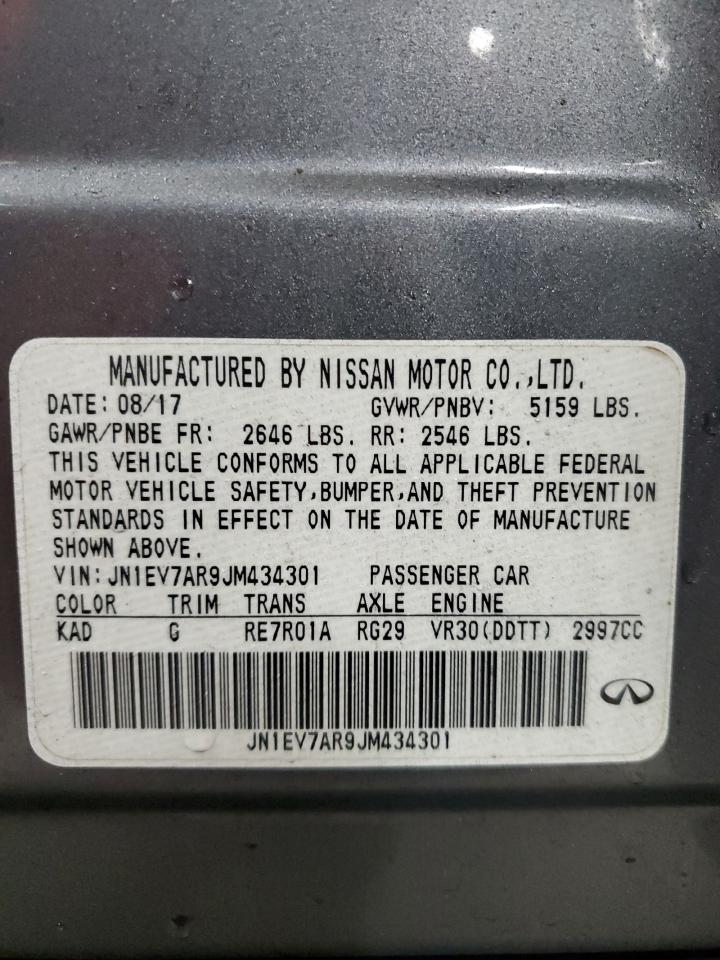 MANUFACTURED BY NISSAN MOTOR CO.,LTD.
DATE: 08/17 GVWR/PNBV: 5159 LBS.
GAWR/PNBE FR: 2646 LBS. RR: 2546 LBS.
THIS VEHICLE CONFORMS TO ALL APPLICABLE FEDERAL
MOTOR VEHICLE SAFETY,BUMPER,AND THEFT PREVENTION
STANDARDS IN EFFECT ON THE DATE OF MANUFACTURE
SHOWN ABOVE.
VIN:JN1EV7AR9JM434301 PASSENGER CAR
COLOR TRIM TRANS AXLE ENGINE
KAD G RE7R01A RG29 VR30(DDTT) 2997CC
JN1EV7AR9JM434301